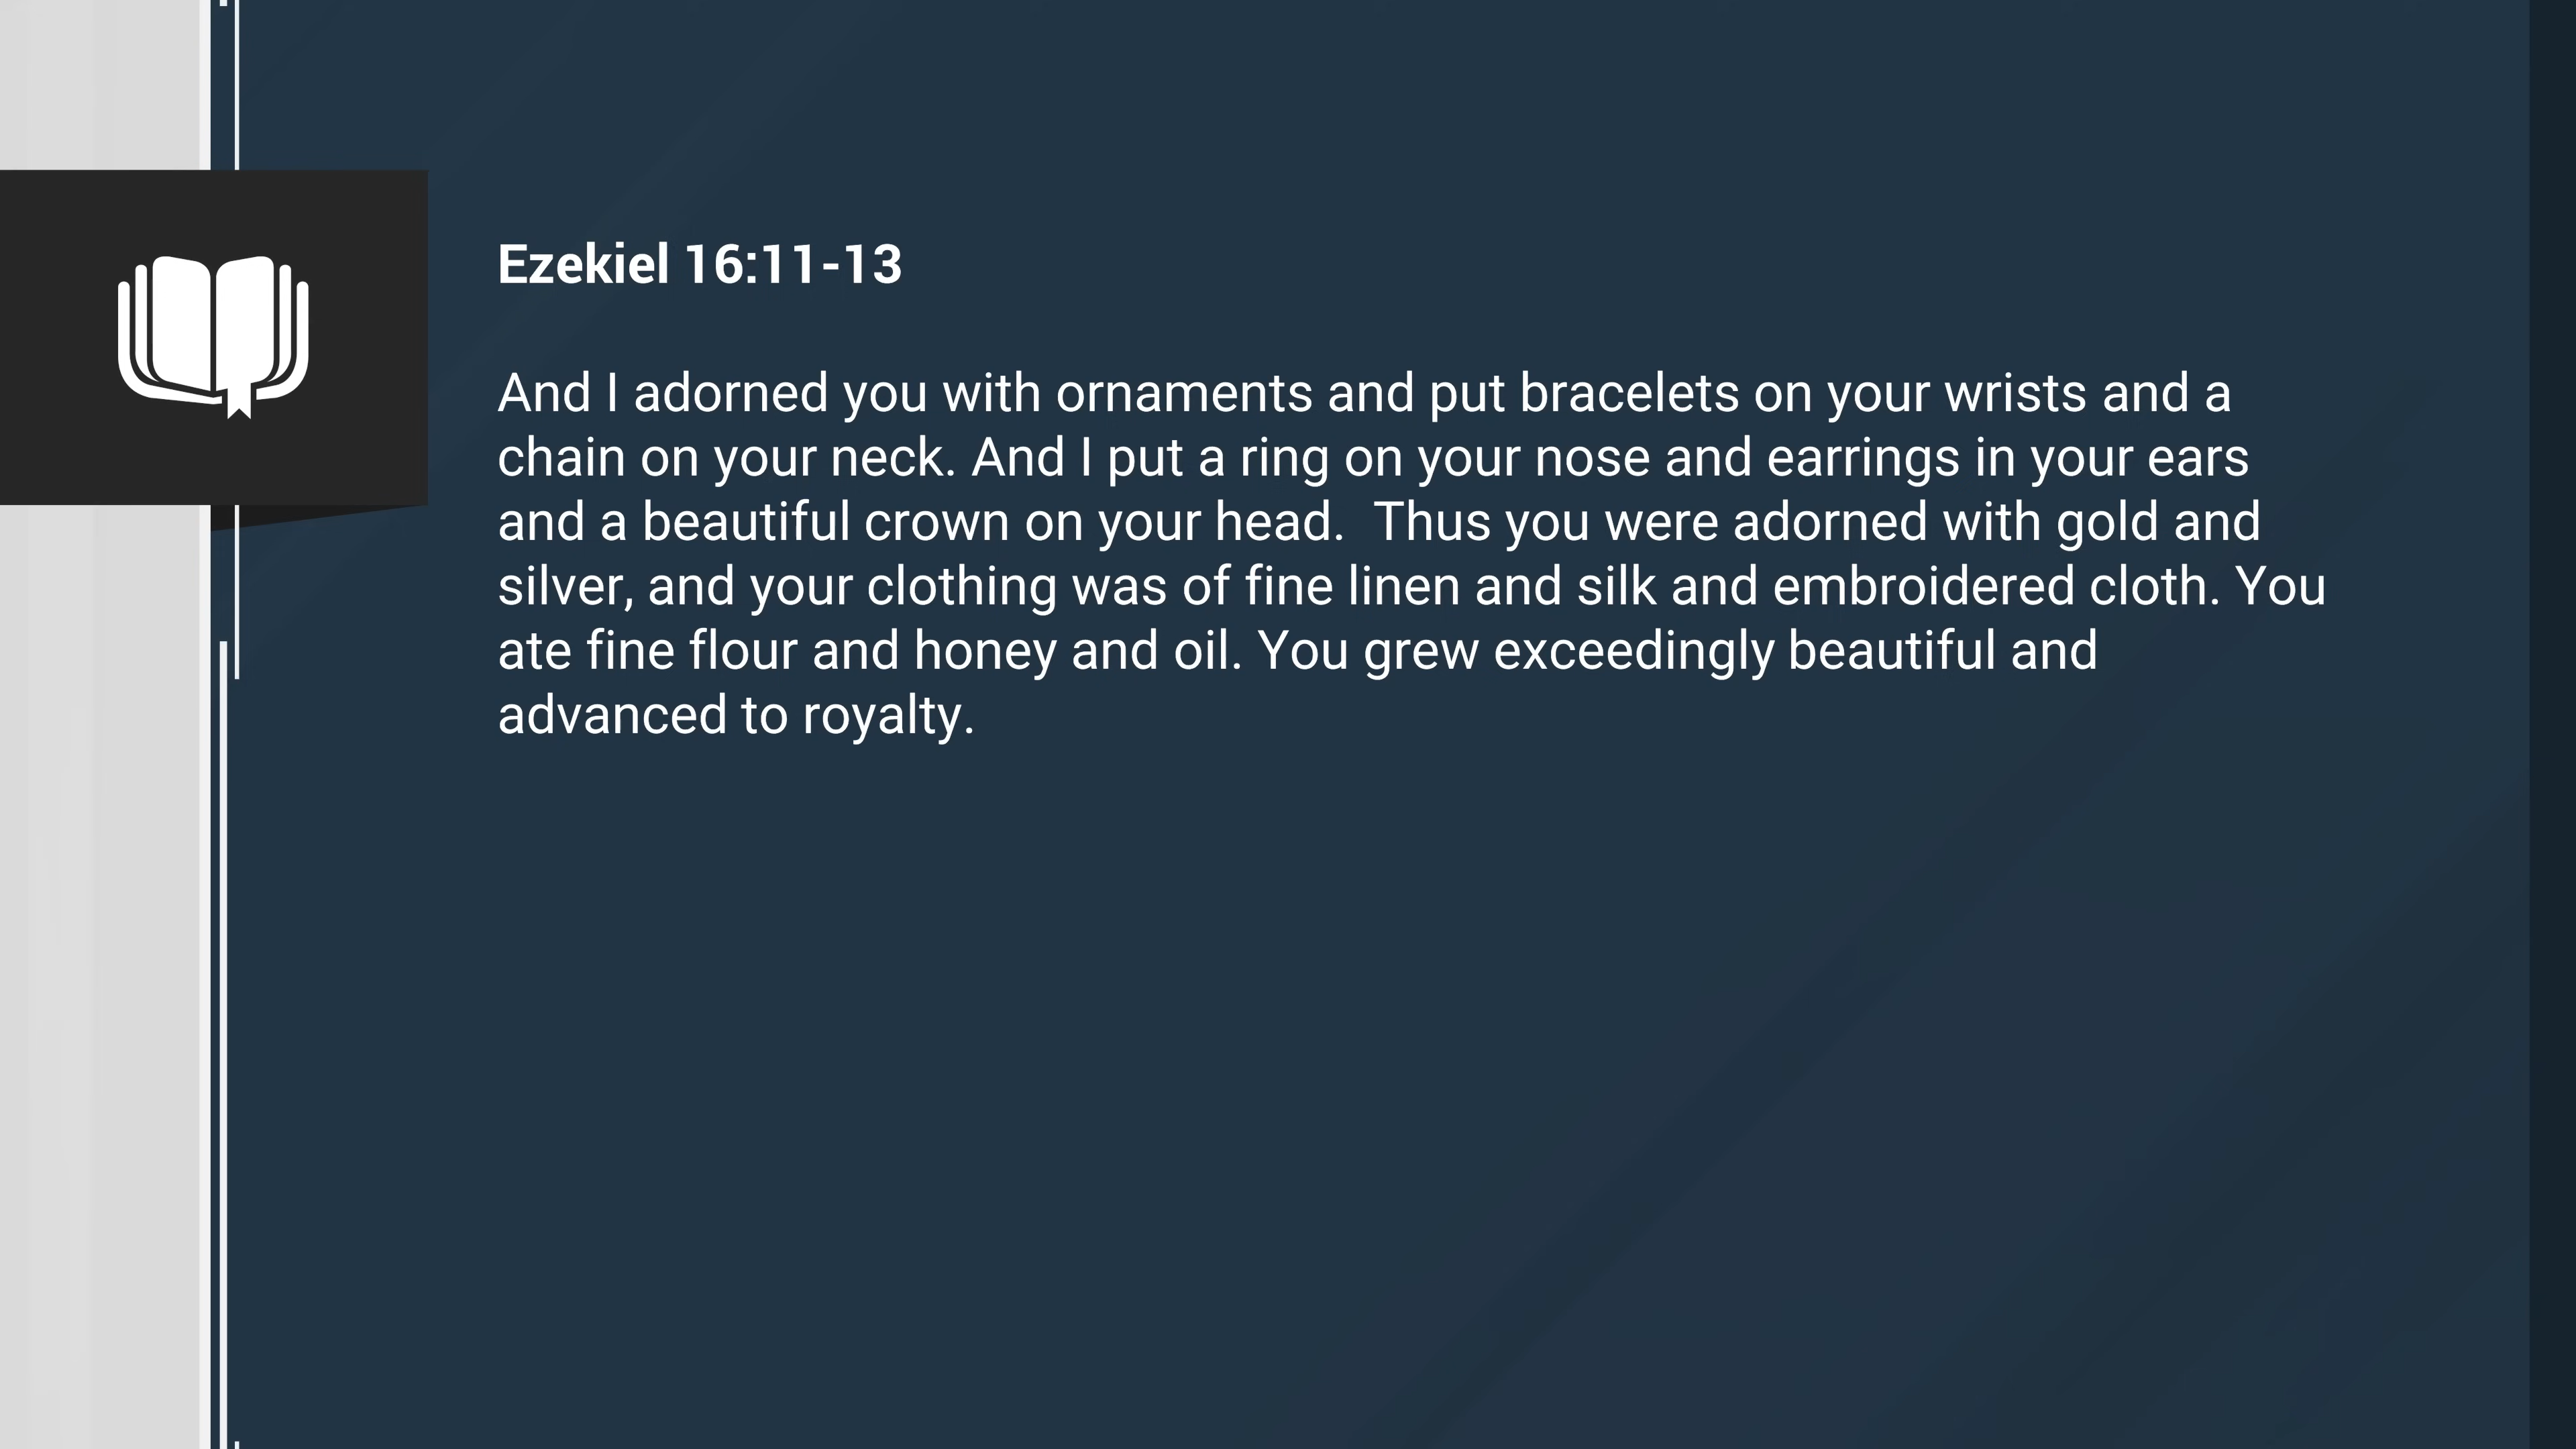 Ezekiel 16:11-13
And I adorned you with ornaments and put bracelets on your wrists and a
chain on your neck. And I put a ring on your nose and earrings in your ears
and a beautiful crown on your head.  Thus you were adorned with gold and
silver, and your clothing was of fine linen and silk and embroidered cloth. You
ate fine flour and honey and oil. You grew exceedingly beautiful and
advanced to royalty.